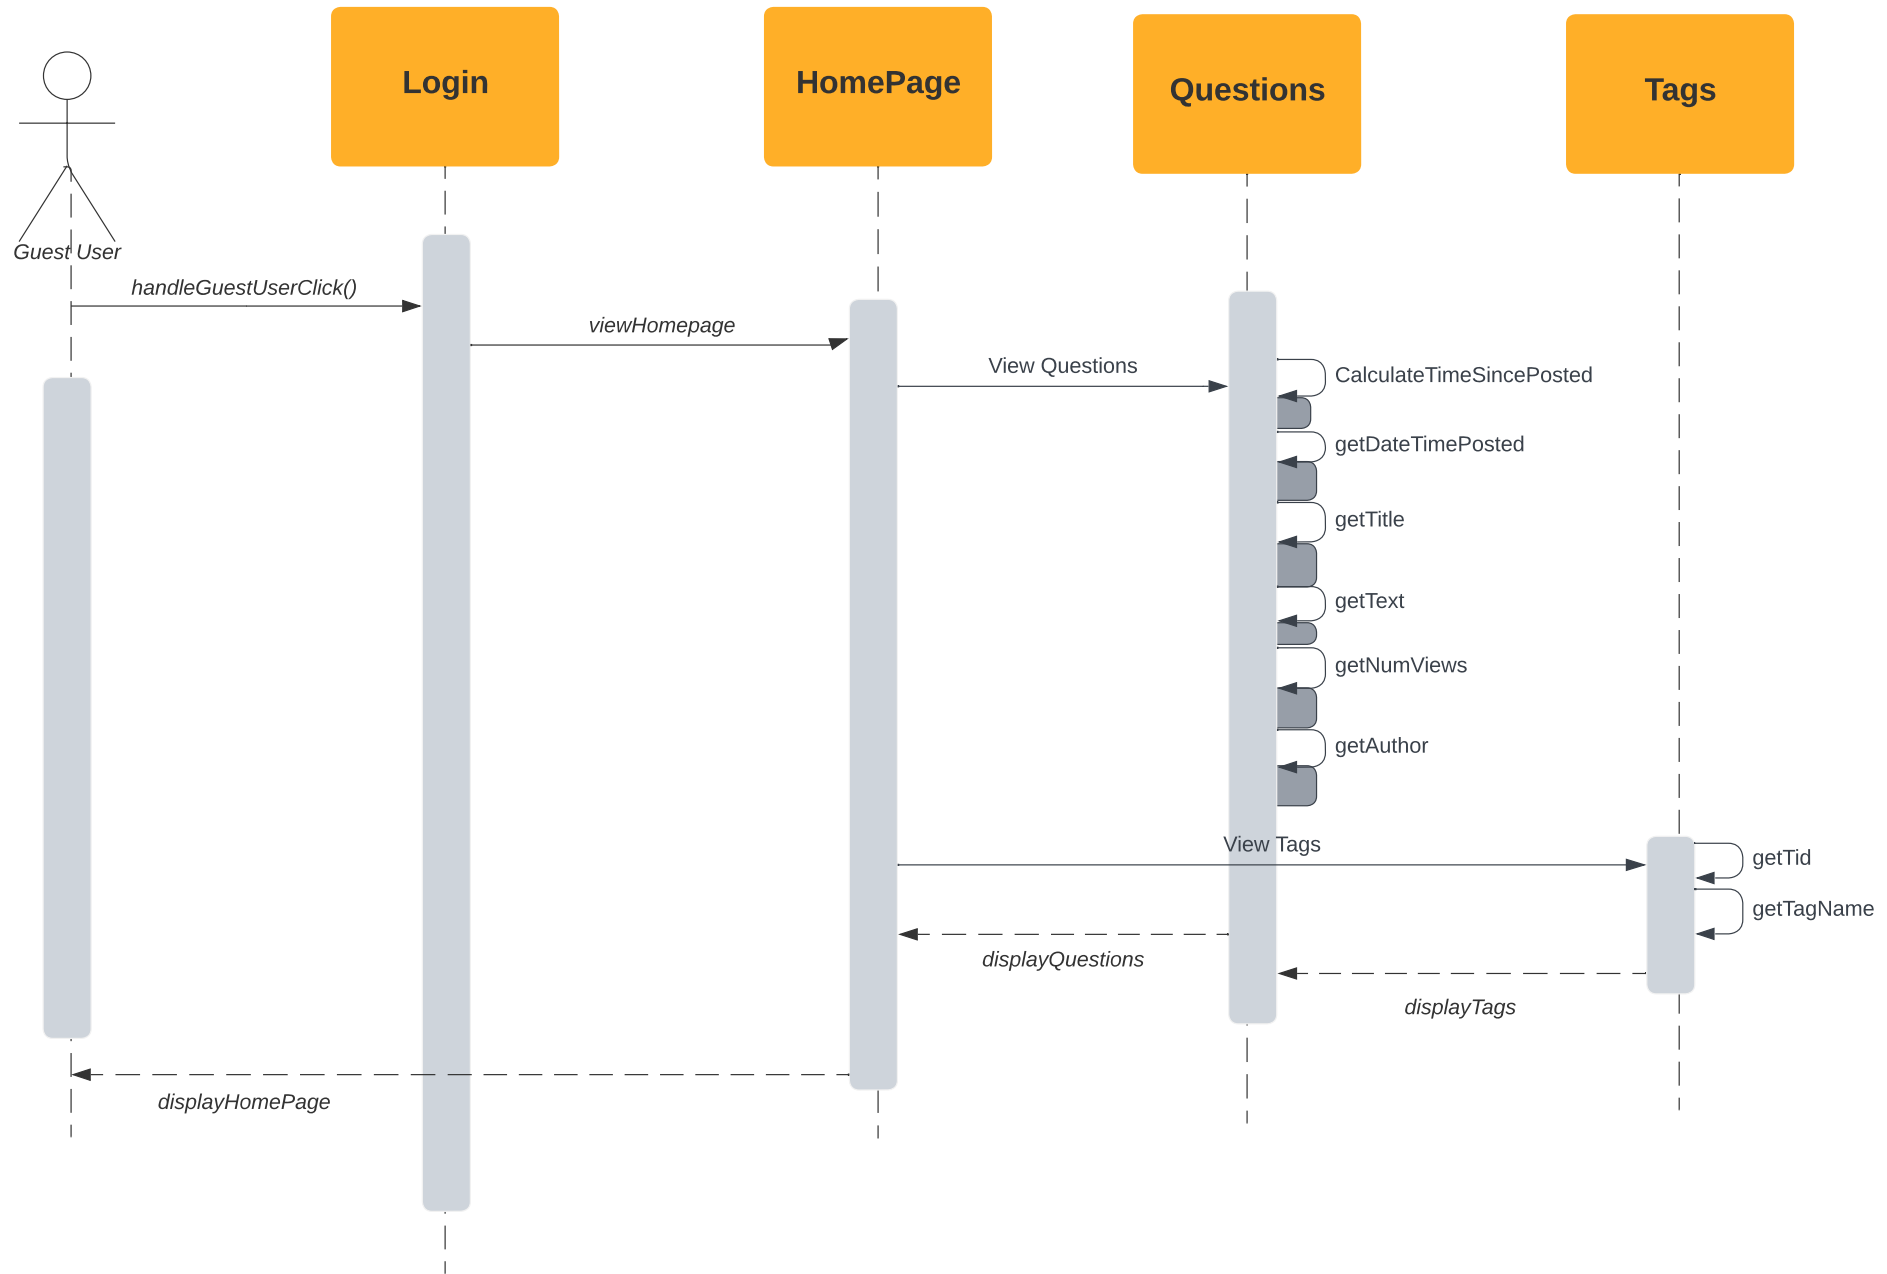 Login
HomePage
Questions
Tags
Guest User
handleGuestUserClick()
viewHomepage
View Questions
CalculateTimeSincePosted
getDateTimePosted
getTitle
getText
getNumViews
getAuthor
View Tags
getTid
getTagName
displayQuestions
displayTags
displayHomePage